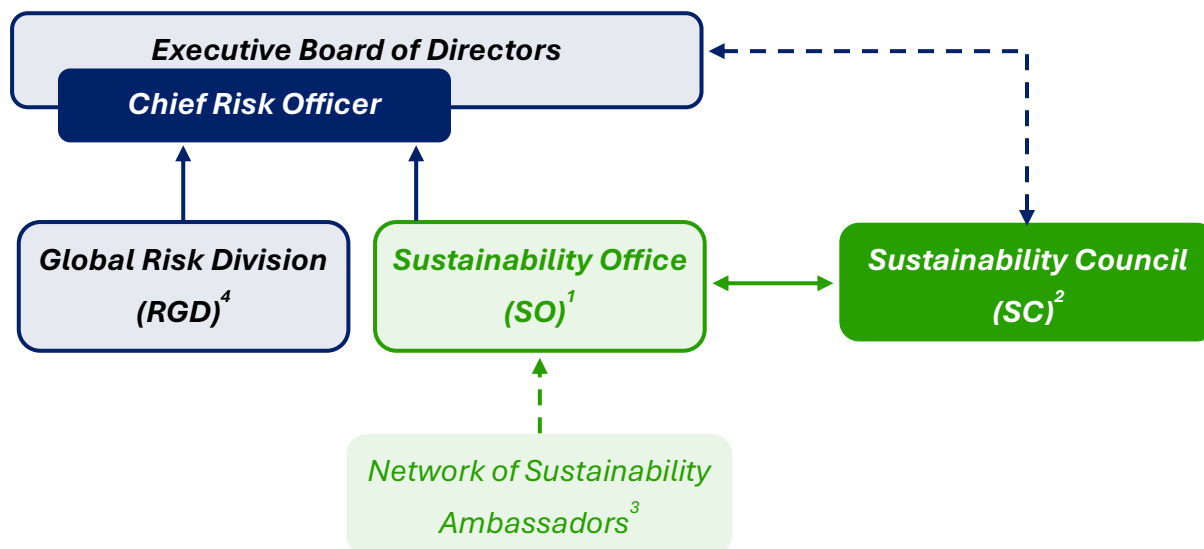 Executive Board of Directors
Chief Risk Officer
Global Risk Division
(RGD)4
Sustainability Office
(SO)1
Sustainability Council
(SC)2
Network of Sustainability
Ambassadors3